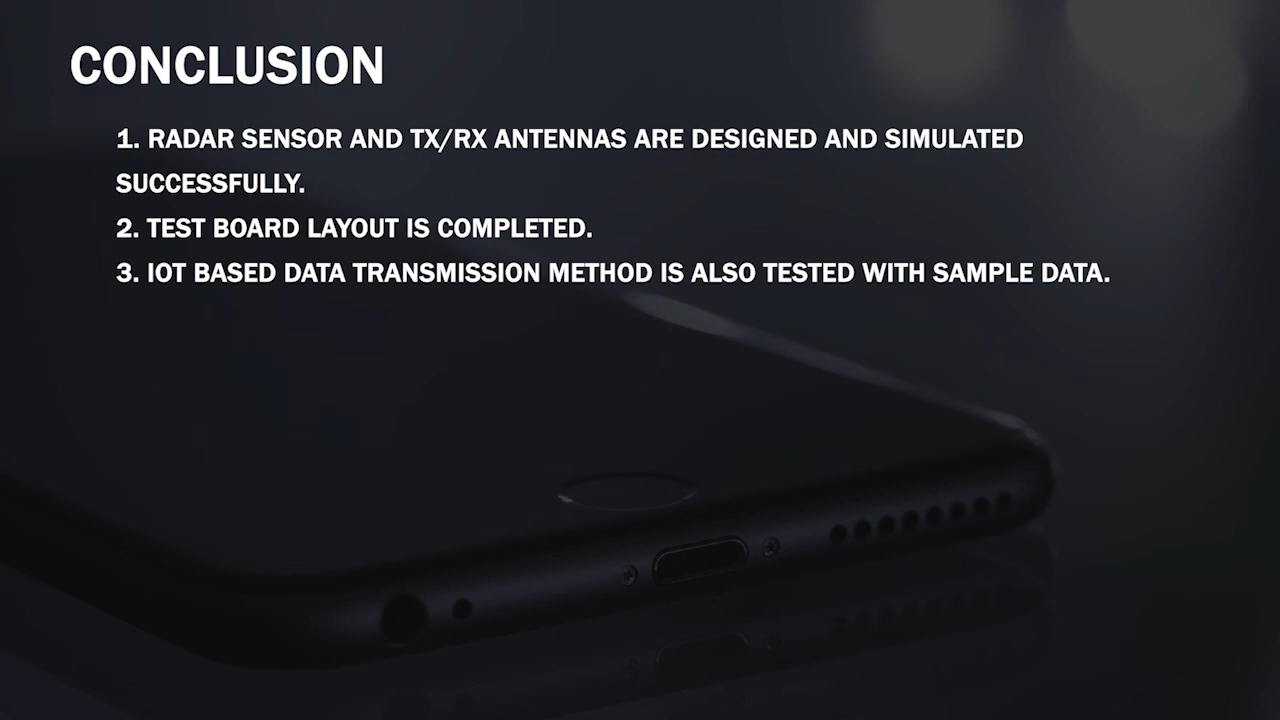 CONCLUSION
1. RADAR SENSOR AND TX/RX ANTENNAS ARE DESIGNED AND SIMULATED
SUCCESSFULLY.
2. TEST BOARD LAYOUT IS COMPLETED.
3. IOT BASED DATA TRANSMISSION METHOD IS ALSO TESTED WITH SAMPLE DATA.